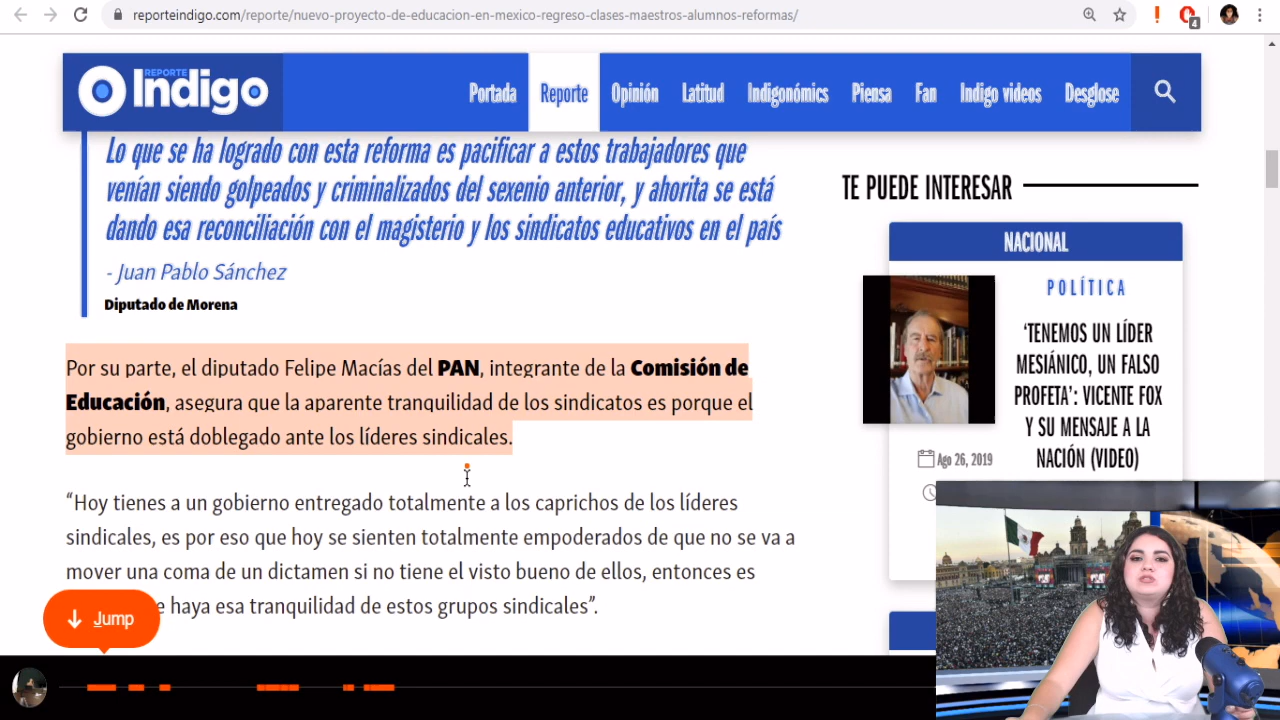 reporteindigo.com/reporte/nuevo-proyecto-de-educacion-en-mexico-regreso-clases-maestros-alumnos-reformas/
4
REPORTE
Indigo
Portada
Reporte
Opinión
Latitud
Indigonómics
Piensa
Fan
Indigo videos
Desglose
Lo que se ha logrado con esta reforma es pacificar a estos trabajadores que
venían siendo golpeados y criminalizados del sexenio anterior, y ahorita se está
dando esa reconciliación con el magisterio y los sindicatos educativos en el país
- Juan Pablo Sánchez
Diputado de Morena
Por su parte, el diputado Felipe Macías del PAN, integrante de la Comisión de
Educación, asegura que la aparente tranquilidad de los sindicatos es porque el
gobierno está doblegado ante los líderes sindicales.
“Hoy tienes a un gobierno entregado totalmente a los caprichos de los líderes
sindicales, es por eso que hoy se sienten totalmente empoderados de que no se va a
mover una coma de un dictamen si no tiene el visto bueno de ellos, entonces es
haya esa tranquilidad de estos grupos sindicales”.
Jump
TE PUEDE INTERESAR
NACIONAL
POLÍTICA
‘TENEMOS UN LÍDER
MESIÁNICO, UN FALSO
PROFETA’: VICENTE FOX
Y SU MENSAJE A LA
NACIÓN (VIDEO)
Ago 26, 2019